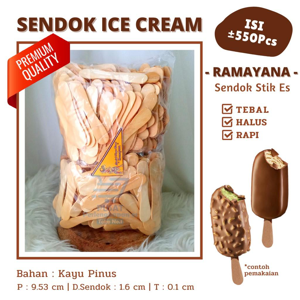 SENDOK ICE CREAM
ISI
±550Pcs
PREMIUM
QUALITY
- RAMAYANA -
Sendok Stik Es
TEBAL
HALUS
RAPI
*contoh
pemakaian
Bahan : Kayu Pinus
P : 9.53 cm | D.Sendok : 1.6 cm | T : 0.1 cm